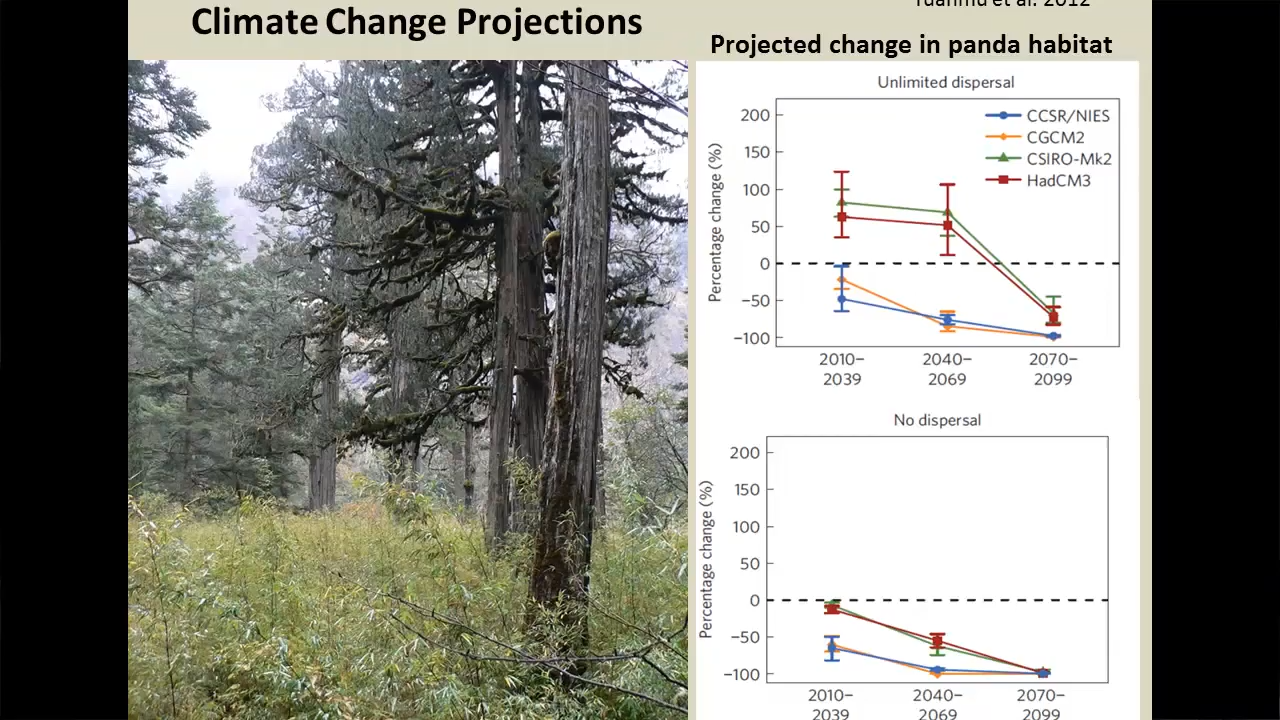 Climate Change Projections
et al. 2012
Projected change in panda habitat
Unlimited dispersal
200
150
100
50
0
−50
−100
Percentage change (%)
CCSR/NIES
CGCM2
CSIRO-Mk2
HadCM3
2010–
2039
2040–
2069
2070–
2099
No dispersal
200
150
100
50
0
−50
−100
Percentage change (%)
2010–
2039
2040–
2069
2070–
2099